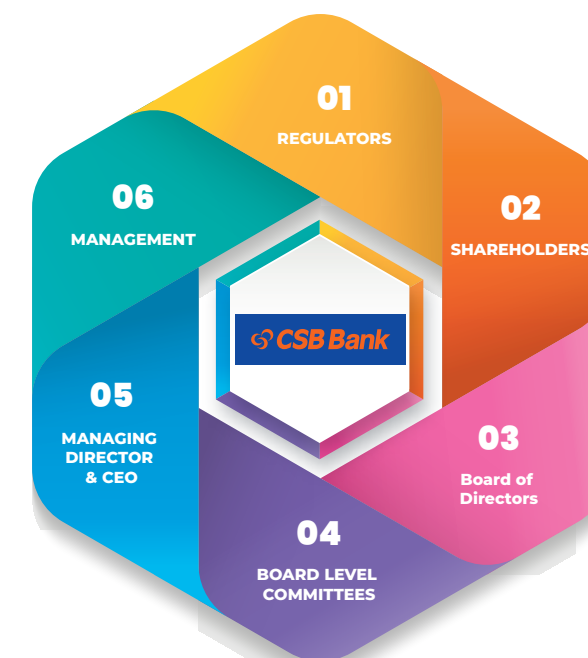 01
REGULATORS
02
SHAREHOLDERS
03
Board of
Directors
04
BOARD LEVEL
COMMITTEES
05
MANAGING
DIRECTOR
& CEO
06
MANAGEMENT
CSB Bank